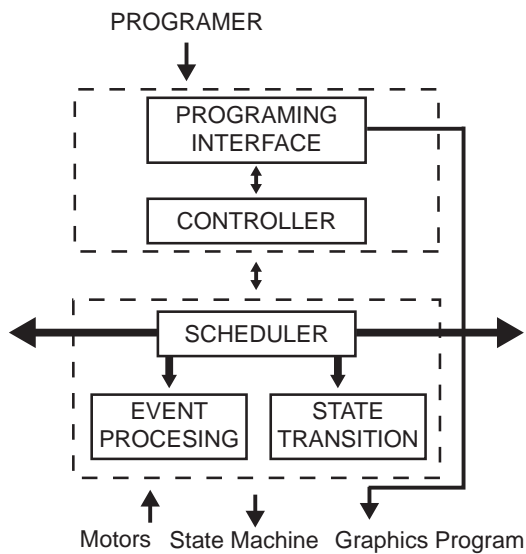 PROGRAMER
PROGRAMING
INTERFACE
CONTROLLER
SCHEDULER
EVENT
PROCESING
STATE
TRANSITION
Motors State Machine Graphics Program